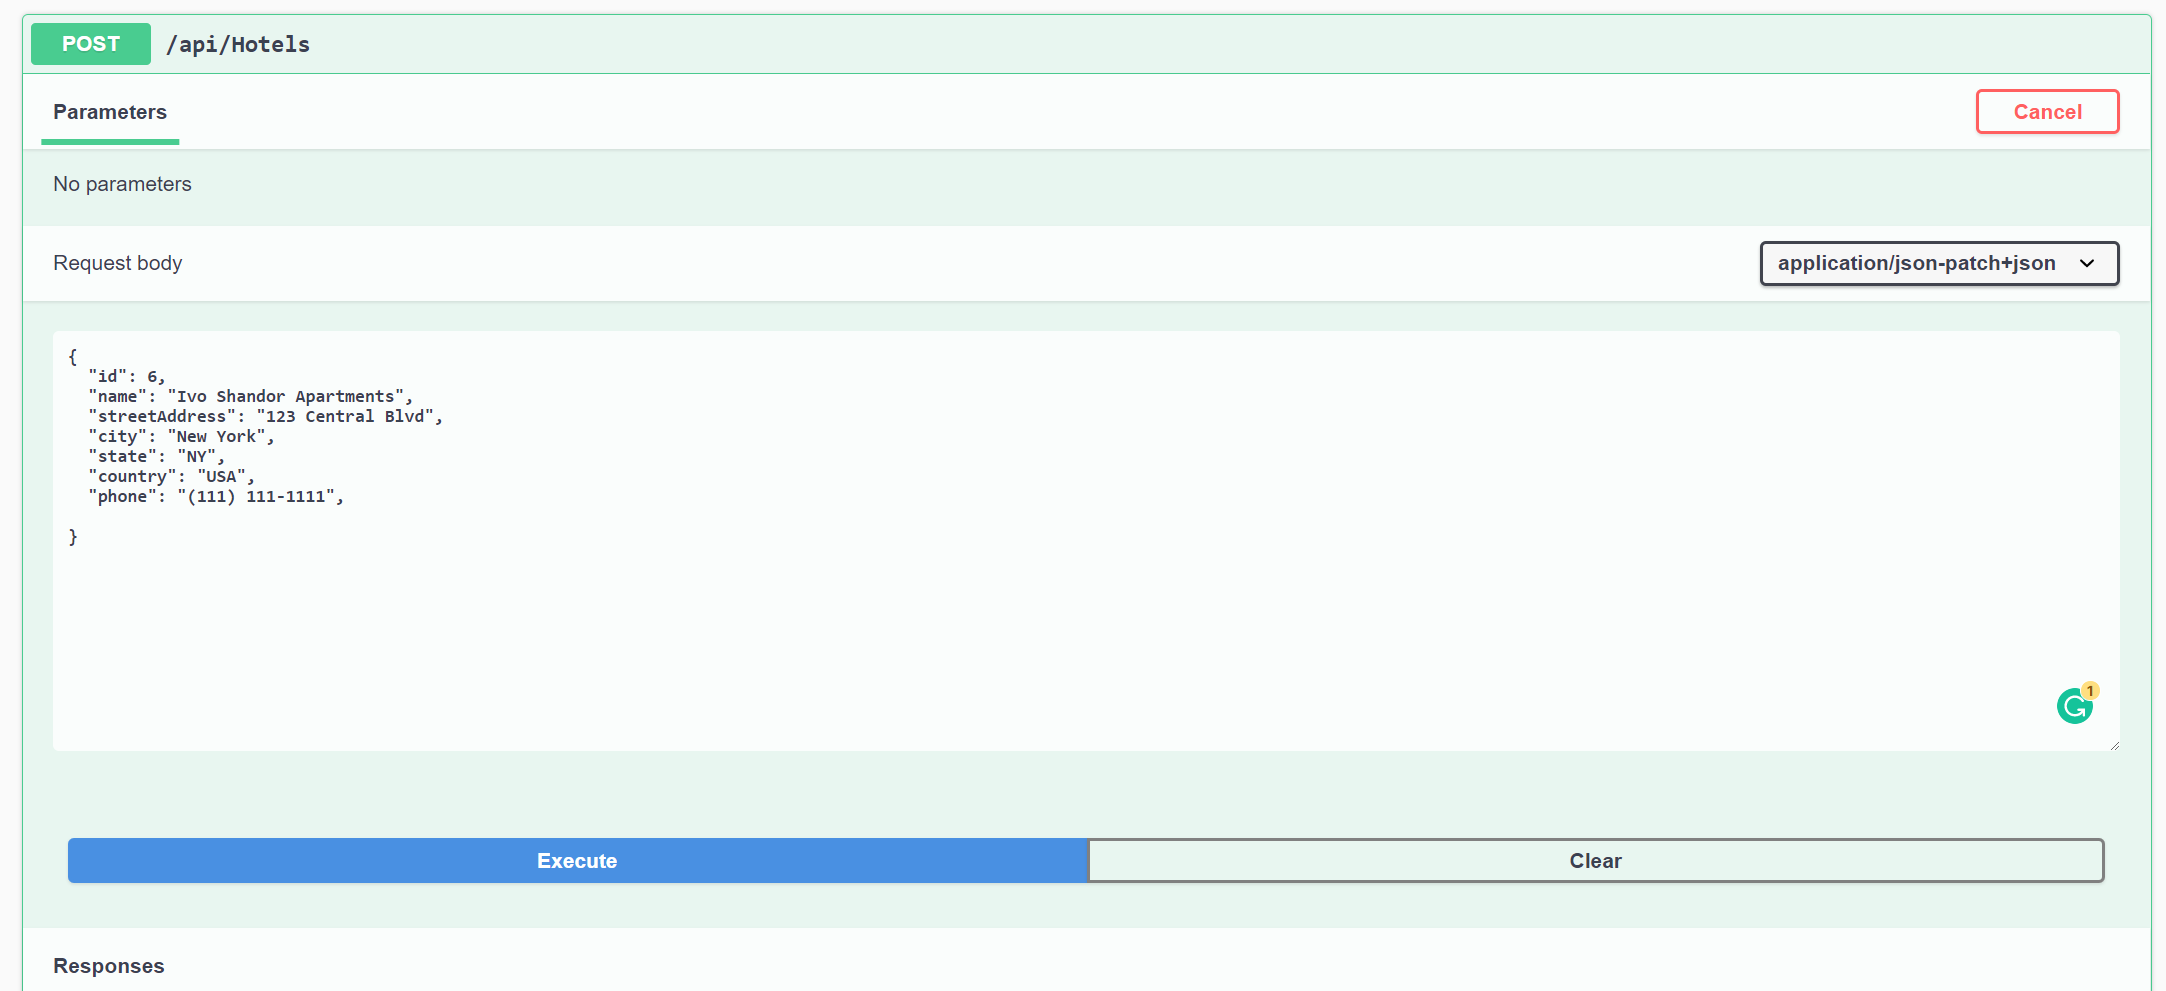 POST /api/Hotels
Parameters
Cancel
No parameters
Request body
application/json-patch+json
{
"id": 6,
"name": "Ivo Shandor Apartments",
"streetAddress": "123 Central Blvd",
"city": "New York",
"state": "NY",
"country": "USA",
"phone": "(111) 111-1111",
}
1
Execute
Clear
Responses